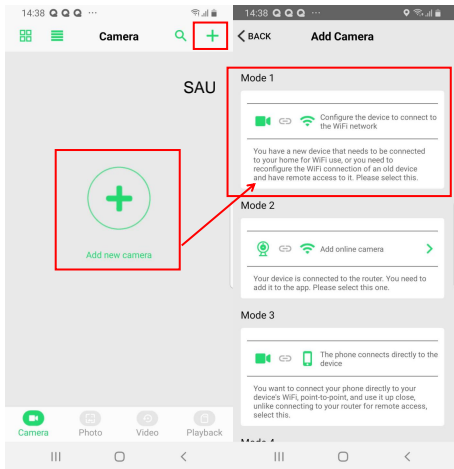 14:38
Camera
SAU
Add new camera
Camera
Photo
Video
Playback
14:38
BACK
Add Camera
Mode 1
Configure the device to connect to
the WiFi network
You have a new device that needs to be connected
to your home for WiFi use, or you need to
reconfigure the WiFi connection of an old device
and have remote access to it. Please select this.
Mode 2
Add online camera
Your device is connected to the router. You need to
add it to the app. Please select this one.
Mode 3
The phone connects directly to the
device
You want to connect your phone directly to your
device's WiFi, point-to-point, and use it up close,
unlike connecting to your router for remote access,
select this.